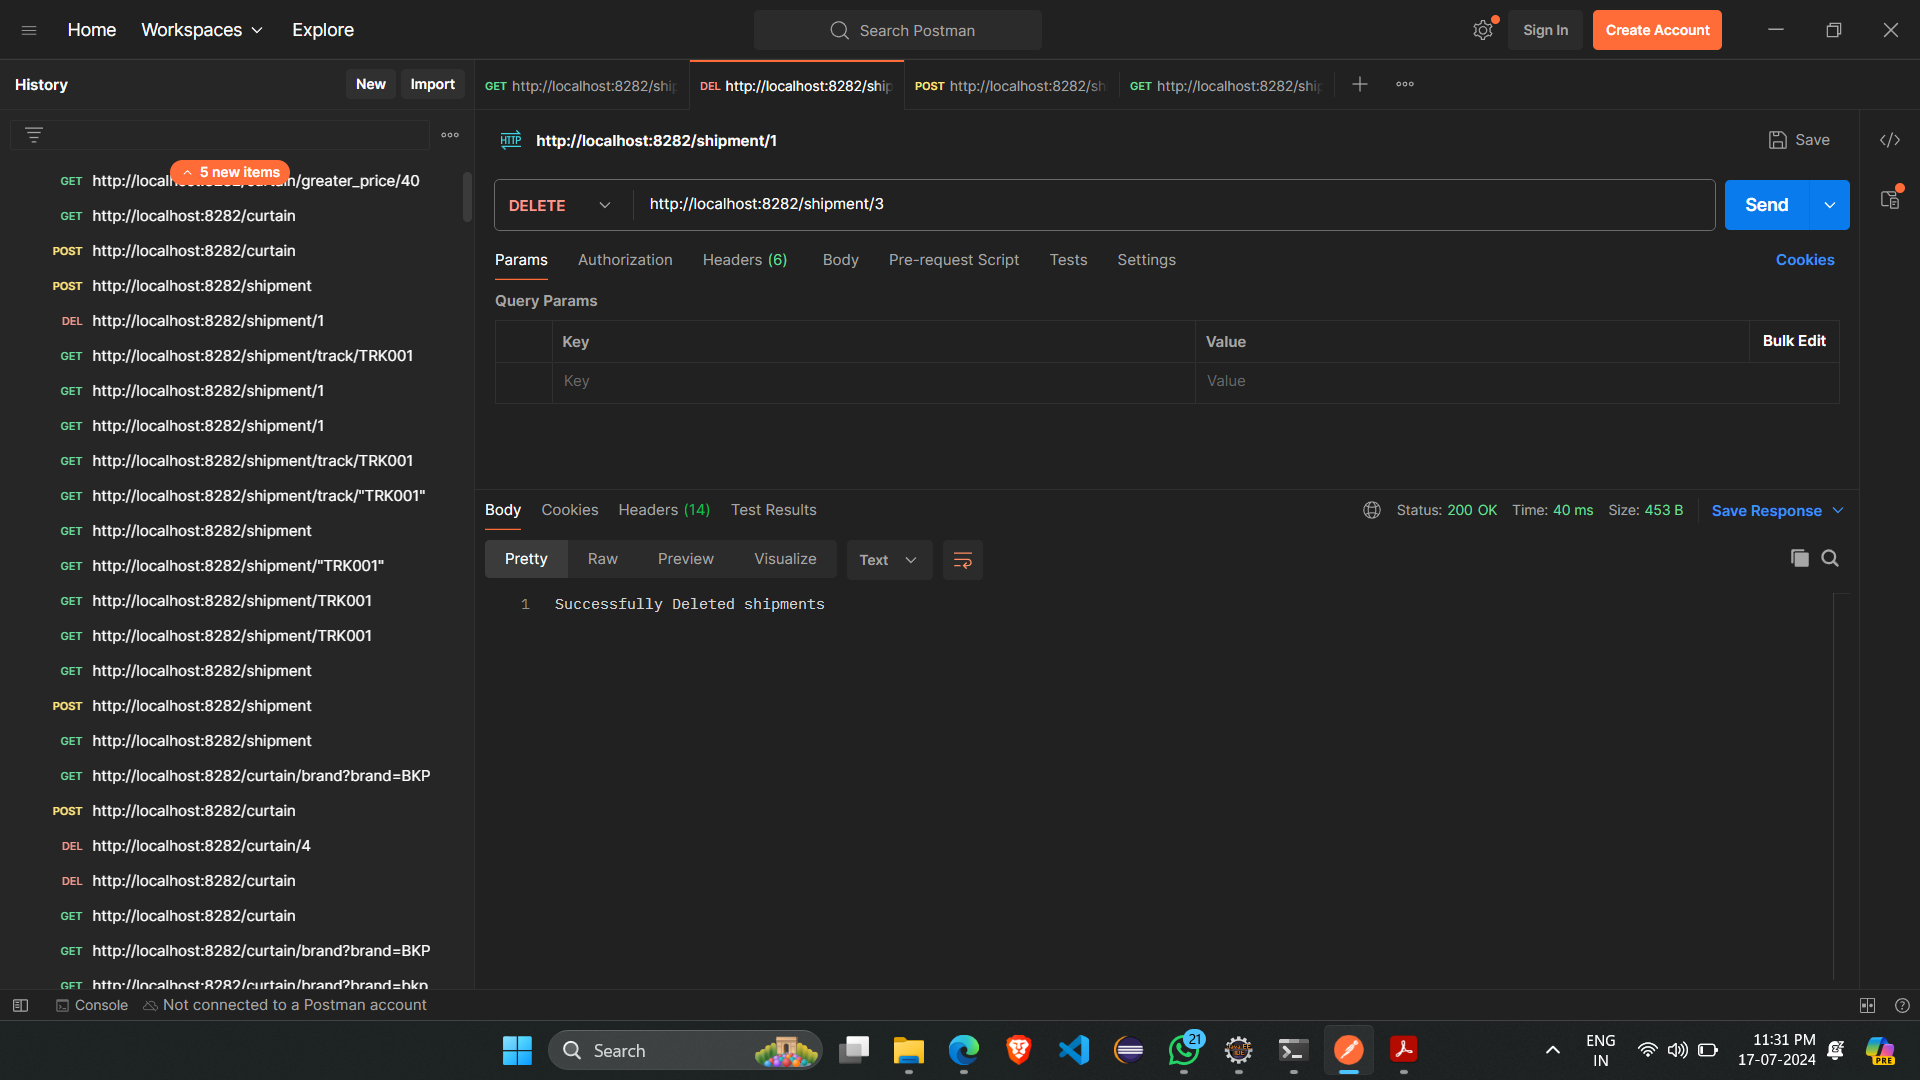 Home
Workspaces
Explore
Search Postman
Sign In
Create Account
History
New
Import
GET http://localhost:8282/ship
DEL http://localhost:8282/ship
POST http://localhost:8282/sh
GET http://localhost:8282/ship
HTTP http://localhost:8282/shipment/1
Save
5 new items
GET http://localh /greater_price/40
GET http://localhost:8282/curtain
POST http://localhost:8282/curtain
POST http://localhost:8282/shipment
DEL http://localhost:8282/shipment/1
GET http://localhost:8282/shipment/track/TRK001
GET http://localhost:8282/shipment/1
GET http://localhost:8282/shipment/1
GET http://localhost:8282/shipment/track/TRK001
GET http://localhost:8282/shipment/track/"TRK001"
GET http://localhost:8282/shipment
GET http://localhost:8282/shipment/"TRK001"
GET http://localhost:8282/shipment/TRK001
GET http://localhost:8282/shipment/TRK001
GET http://localhost:8282/shipment
POST http://localhost:8282/shipment
GET http://localhost:8282/shipment
GET http://localhost:8282/curtain/brand?brand=BKP
POST http://localhost:8282/curtain
DEL http://localhost:8282/curtain/4
DEL http://localhost:8282/curtain
GET http://localhost:8282/curtain
GET http://localhost:8282/curtain/brand?brand=BKP
GET http://localhost:8282/curtain/brand?brand=bkp
DELETE
http://localhost:8282/shipment/3
Send
Params
Authorization
Headers (6)
Body
Pre-request Script
Tests
Settings
Cookies
Query Params
Key
Value
Bulk Edit
Key
Value
Body
Cookies
Headers (14)
Test Results
Status: 200 OK
Time: 40 ms
Size: 453 B
Save Response
Pretty
Raw
Preview
Visualize
Text
1 Successfully Deleted shipments
Console
Not connected to a Postman account
Search
21
ENG
IN
11:31 PM
17-07-2024
PRE